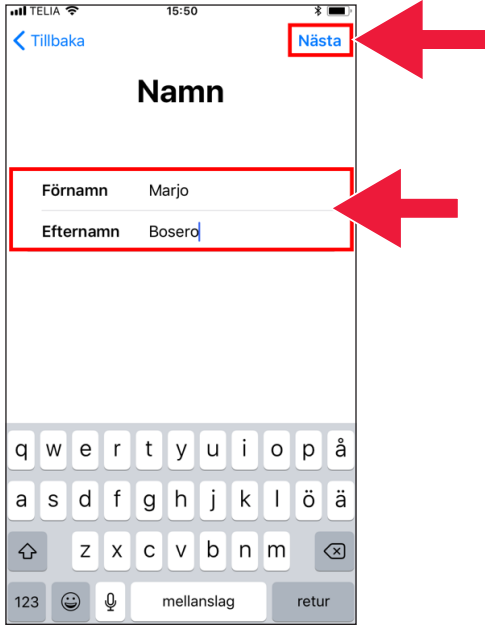 TELIA 15:50
Tillbaka Nästa
Namn
Förnamn Marjo
Efternamn Bosero
q w e r t y u i o p å
a s d f g h j k l ö ä
z x c v b n m
123 mellanslag retur